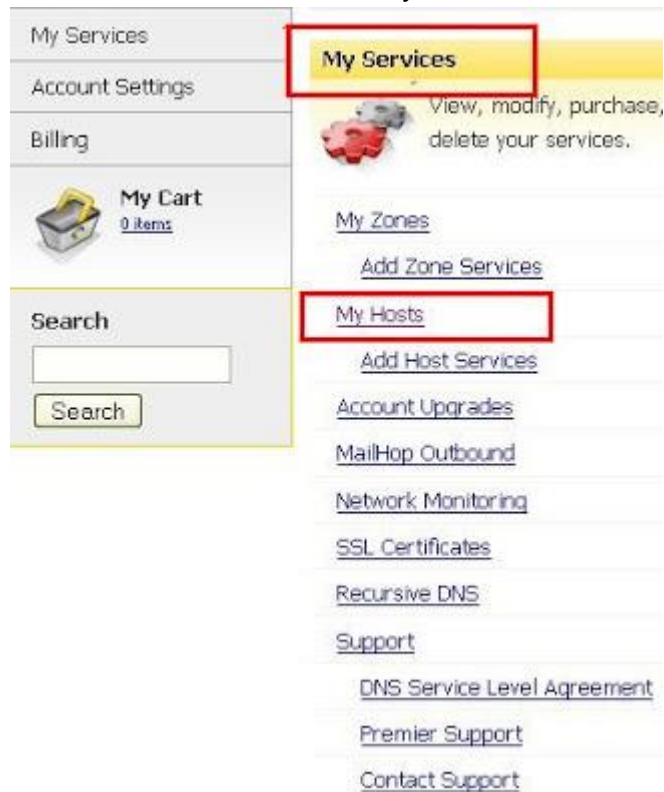 My Services
Account Settings
Billing
My Cart
0 items
Search
Search
My Services
View, modify, purchase,
delete your services.
My Zones
Add Zone Services
My Hosts
Add Host Services
Account Upgrades
MailHop Outbound
Network Monitoring
SSL Certificates
Recursive DNS
Support
DNS Service Level Agreement
Premier Support
Contact Support